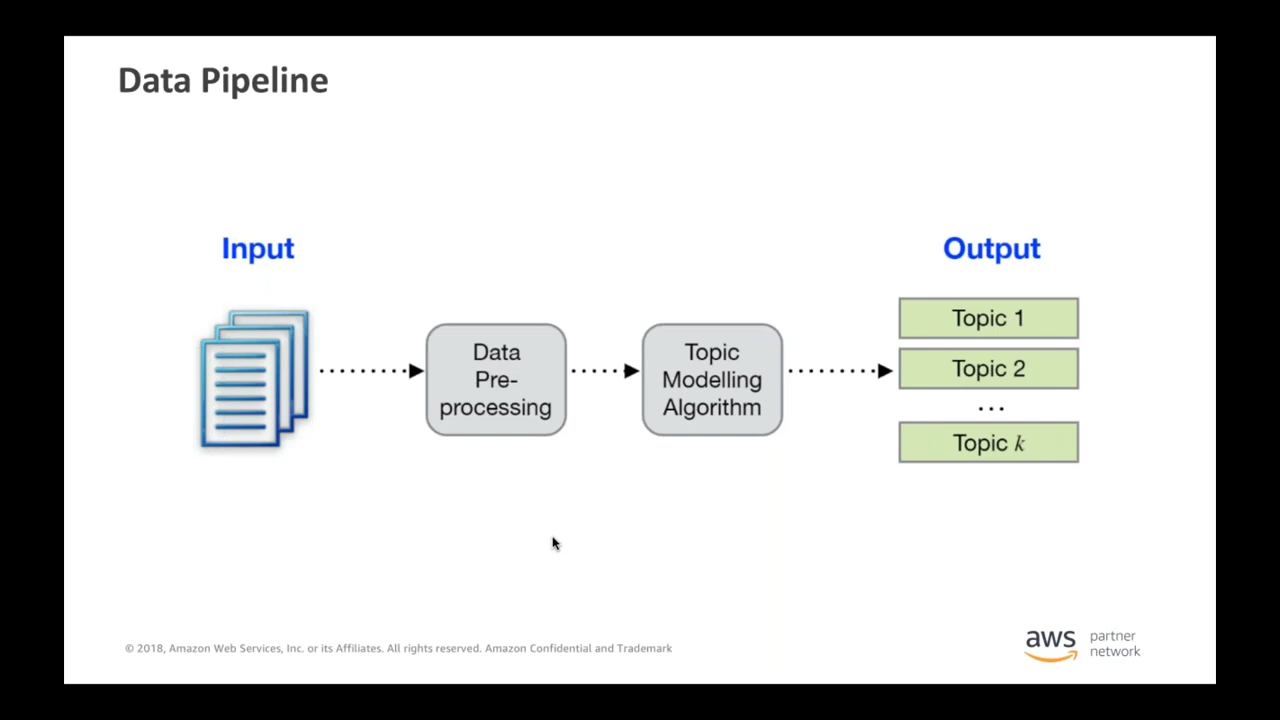 Data Pipeline
Input
Output
Data
Pre-
processing
Topic
Modelling
Algorithm
Topic 1
Topic 2
...
Topic k
© 2018, Amazon Web Services, Inc. or its Affiliates. All rights reserved. Amazon Confidential and Trademark
aws
partner
network